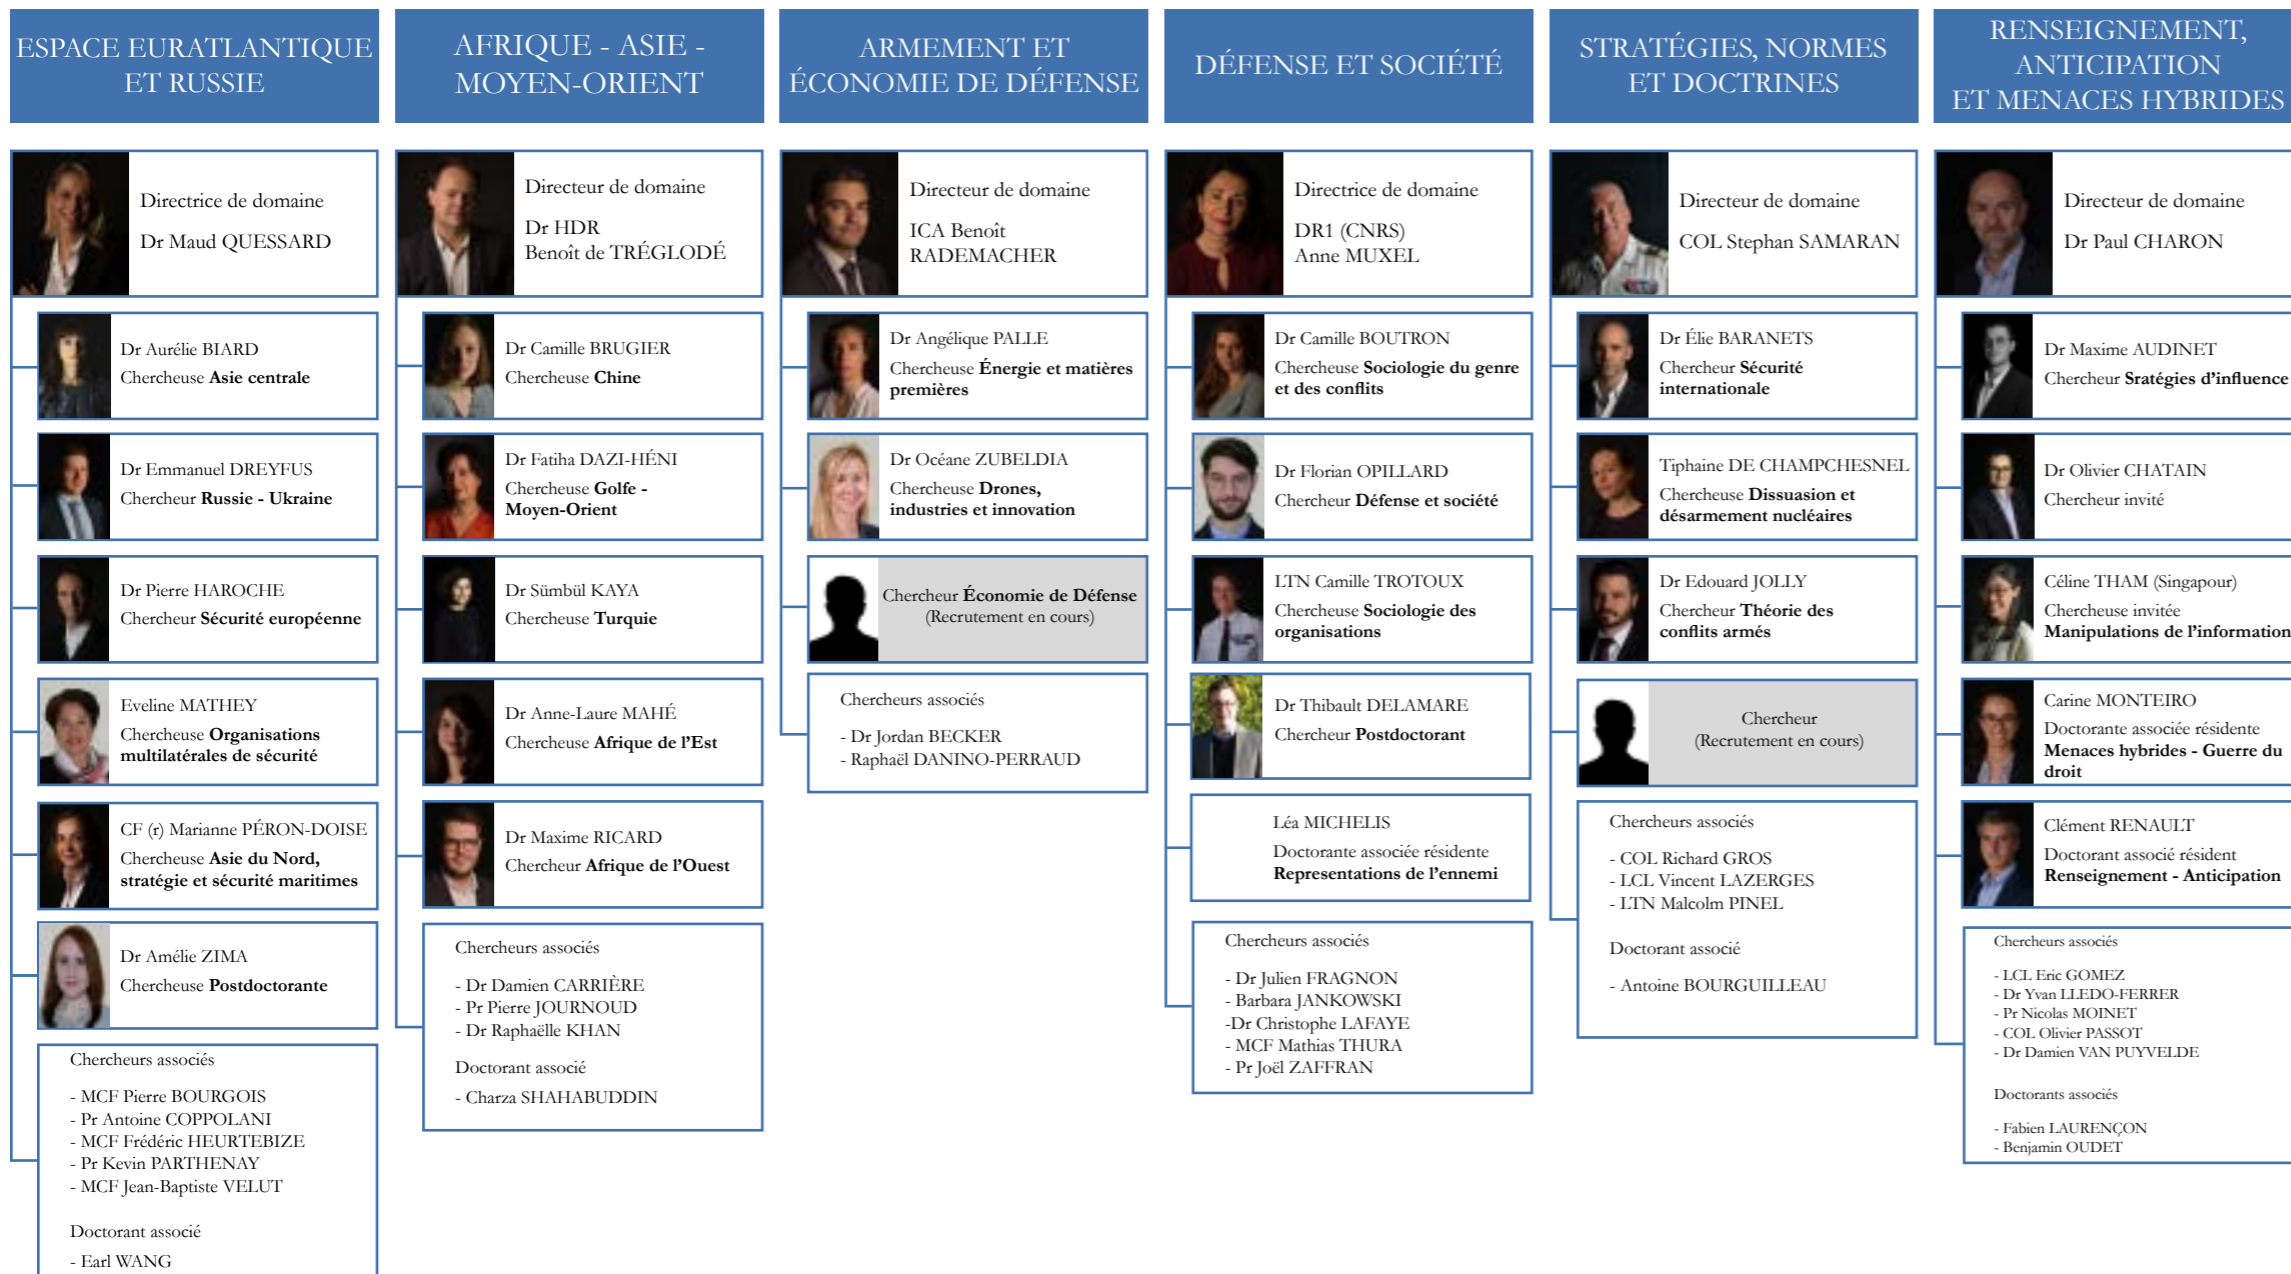 ESPACE EURATLANTIQUE
ET RUSSIE
Directrice de domaine
Dr Maud QUESSARD
Dr Aurélie BIARD
Chercheuse Asie centrale
Dr Emmanuel DREYFUS
Chercheur Russie - Ukraine
Dr Pierre HAROCHE
Chercheur Sécurité européenne
Eveline MATHEY
Chercheuse Organisations
multilatérales de sécurité
CF (r) Marianne PÉRON-DOISE
Chercheuse Asie du Nord,
stratégie et sécurité maritimes
Dr Amélie ZIMA
Chercheuse Postdoctorante
Chercheurs associés
- MCF Pierre BOURGOIS
- Pr Antoine COPPOLANI
- MCF Frédéric HEURTEBIZE
- Pr Kevin PARTHENAY
- MCF Jean-Baptiste VELUT
Doctorant associé
- Earl WANG
AFRIQUE - ASIE -
MOYEN-ORIENT
Directeur de domaine
Dr HDR
Benoît de TRÉGLODÉ
Dr Camille BRUGIER
Chercheuse Chine
Dr Fatiha DAZI-HÉNI
Chercheuse Golfe -
Moyen-Orient
Dr Sümbül KAYA
Chercheuse Turquie
Dr Anne-Laure MAHÉ
Chercheuse Afrique de l'Est
Dr Maxime RICARD
Chercheur Afrique de l'Ouest
Chercheurs associés
- Dr Damien CARRIÈRE
- Pr Pierre JOURNOUD
- Dr Raphaëlle KHAN
Doctorant associé
- Charza SHAHABUDDIN
ARMEMENT ET
ÉCONOMIE DE DÉFENSE
Directeur de domaine
ICA Benoît
RADEMACHER
Dr Angélique PALLE
Chercheuse Énergie et matières
premières
Dr Océane ZUBELDIA
Chercheuse Drones,
industries et innovation
Chercheur Économie de Défense
(Recrutement en cours)
Chercheurs associés
- Dr Jordan BECKER
- Raphaël DANINO-PERRAUD
DÉFENSE ET SOCIÉTÉ
Directrice de domaine
DR1 (CNRS)
Anne MUXEL
Dr Camille BOUTRON
Chercheuse Sociologie du genre
et des conflits
Dr Florian OPILLARD
Chercheur Défense et société
LTN Camille TROTOUX
Chercheuse Sociologie des
organisations
Dr Thibault DELAMARE
Chercheur Postdoctorant
Léa MICHELIS
Doctorante associée résidente
Representations de l'ennemi
Chercheurs associés
- Dr Julien FRAGNON
- Barbara JANKOWSKI
-Dr Christophe LAFAYE
- MCF Mathias THURA
- Pr Joël ZAFFRAN
STRATÉGIES, NORMES
ET DOCTRINES
Directeur de domaine
COL Stephan SAMARAN
Dr Élie BARANETS
Chercheur Sécurité
internationale
Tiphaine DE CHAMPCHESNEL
Chercheuse Dissuasion et
désarmement nucléaires
Dr Edouard JOLLY
Chercheur Théorie des
conflits armés
Chercheur
(Recrutement en cours)
Chercheurs associés
- COL Richard GROS
- LCL Vincent LAZERGES
- LTN Malcolm PINEL
Doctorant associé
- Antoine BOURGUILLEAU
RENSEIGNEMENT,
ANTICIPATION
ET MENACES HYBRIDES
Directeur de domaine
Dr Paul CHARON
Dr Maxime AUDINET
Chercheur Sratégies d'influence
Dr Olivier CHATAIN
Chercheur invité
Céline THAM (Singapour)
Chercheuse invitée
Manipulations de l'information
Carine MONTEIRO
Doctorante associée résidente
Menaces hybrides - Guerre du
droit
Clément RENAULT
Doctorant associé résident
Renseignement - Anticipation
Chercheurs associés
- LCL Eric GOMEZ
- Dr Yvan LLEDO-FERRER
- Pr Nicolas MOINET
- COL Olivier PASSOT
- Dr Damien VAN PUYVELDE
Doctorants associés
- Fabien LAURENÇON
- Benjamin OUDET